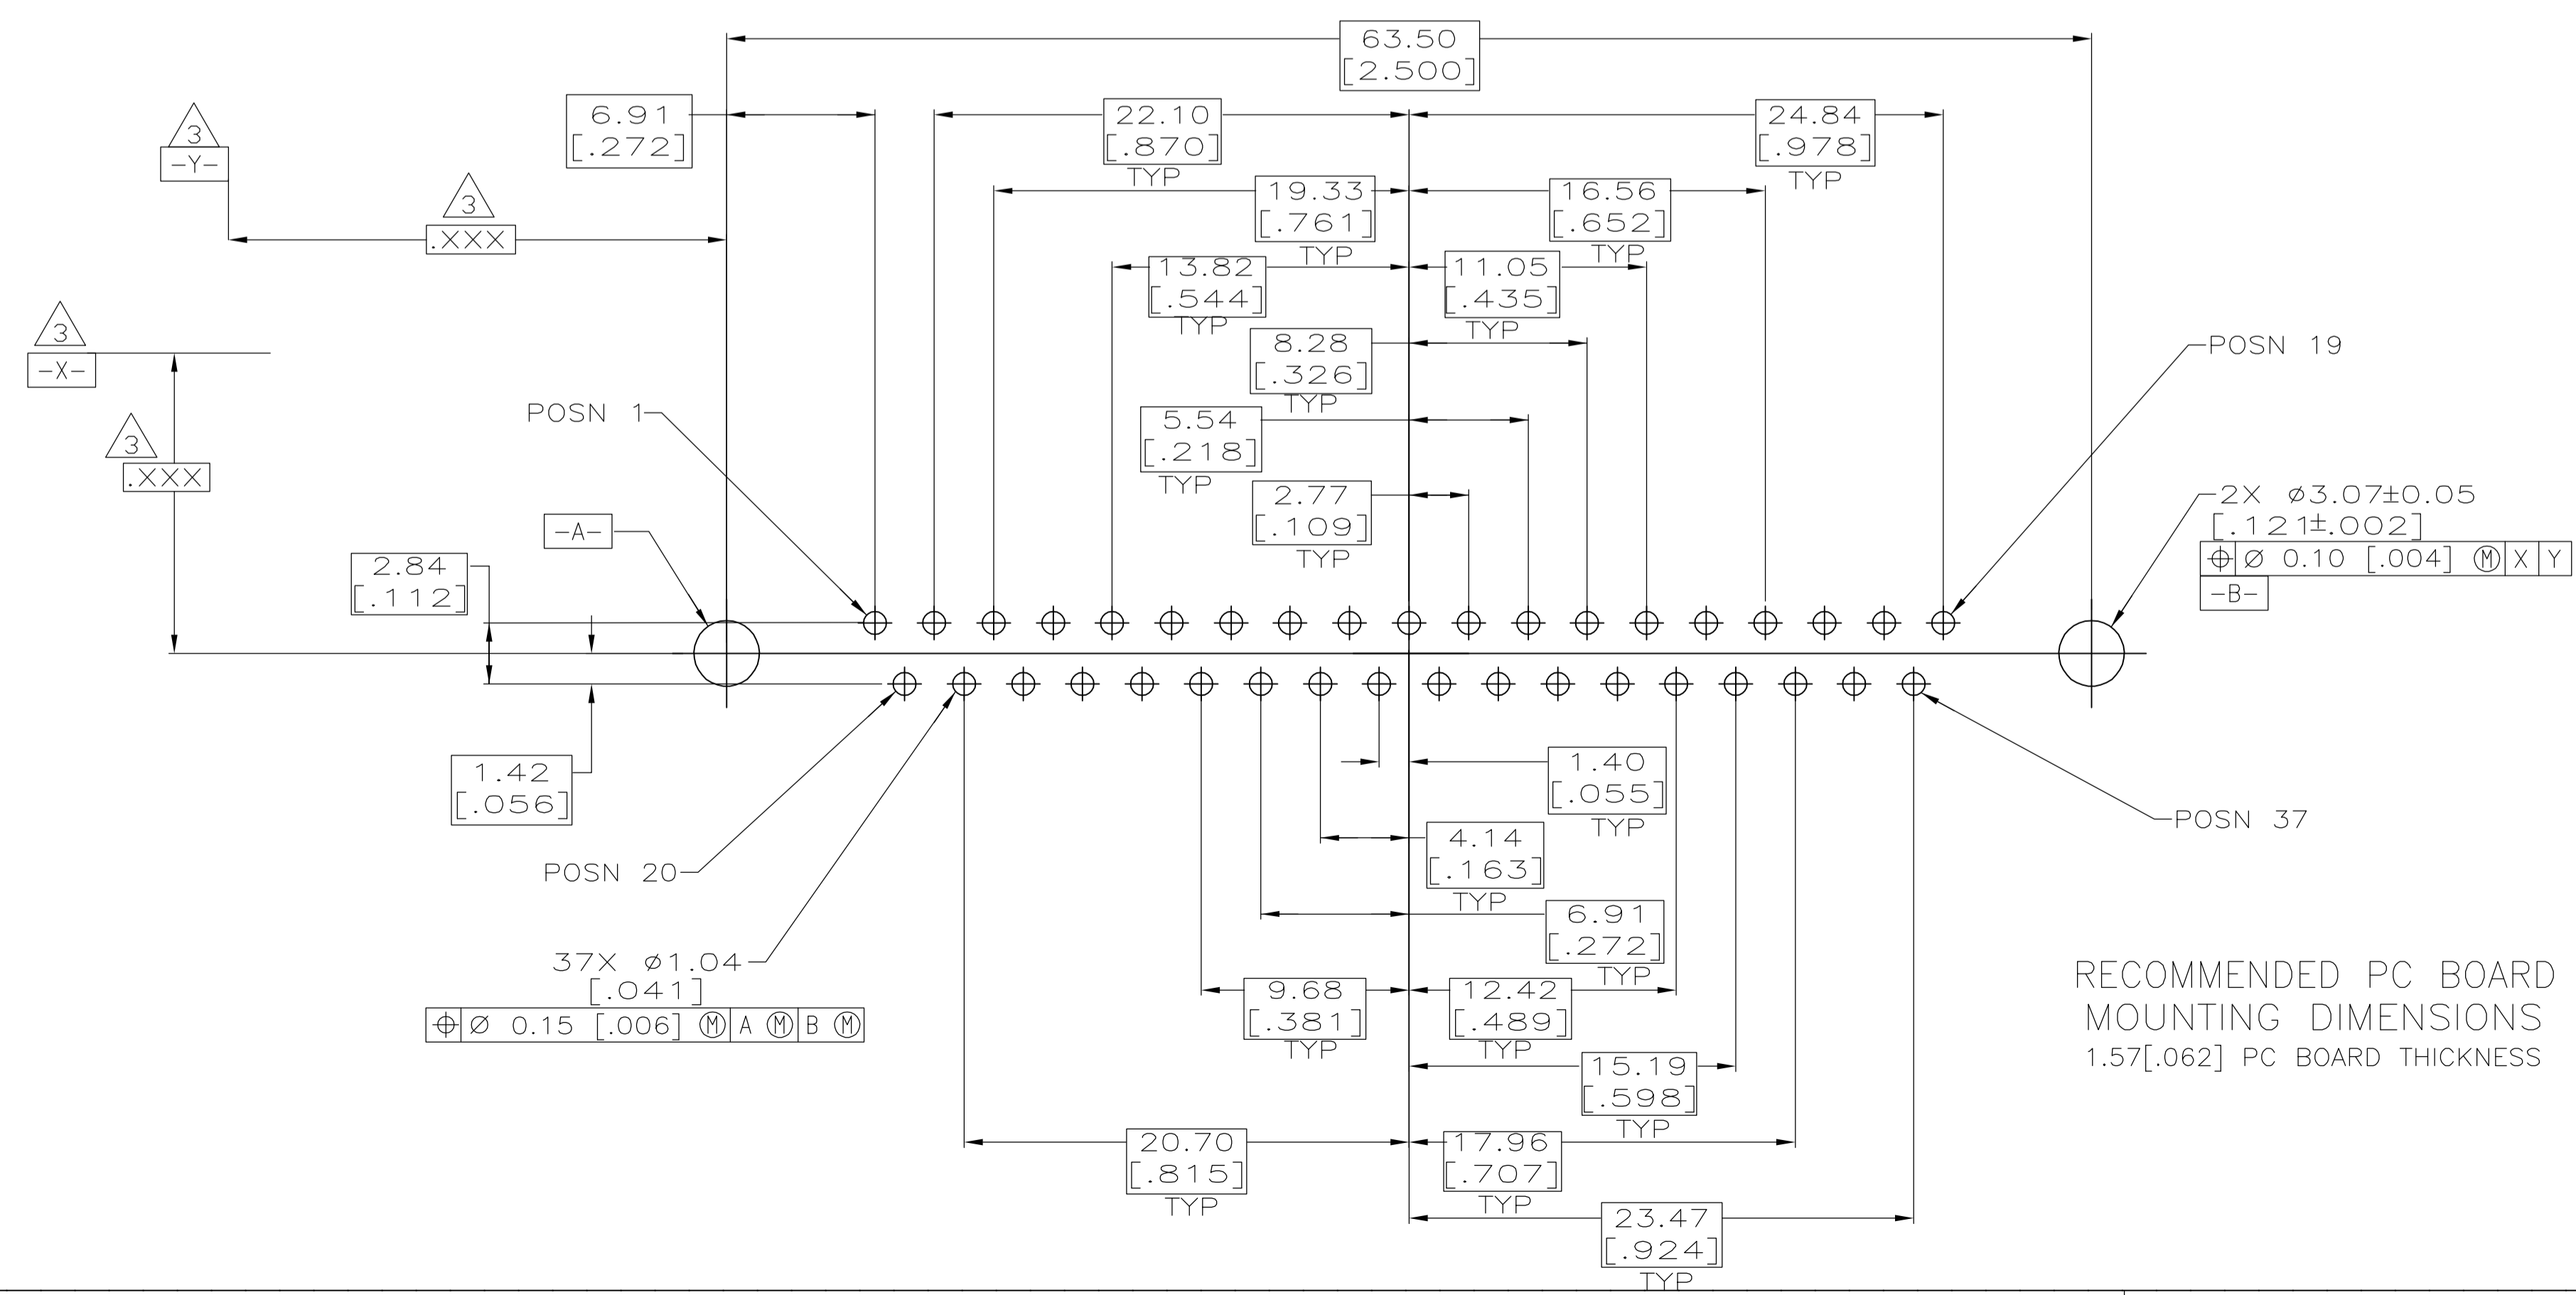 63.50
[2.500]
6.91
[.272]
22.10
[.870]
TYP
24.84
[.978]
TYP
3
-Y-
3
.XXX
19.33
[.761]
TYP
16.56
[.652]
TYP
13.82
[.544]
TYP
11.05
[.435]
TYP
3
-X-
8.28
[.326]
TYP
POSN 19
POSN 1
3
.XXX
5.54
[.218]
TYP
2.77
[.109]
TYP
-A-
2X ø3.07±0.05
[.121±.002]
⌖ Ø 0.10 [.004] Ⓜ X Y
-B-
2.84
[.112]
1.42
[.056]
1.40
[.055]
TYP
POSN 20
POSN 37
4.14
[.163]
TYP
6.91
[.272]
TYP
37X ø1.04
[.041]
⌖ Ø 0.15 [.006] Ⓜ A Ⓜ B Ⓜ
9.68
[.381]
TYP
12.42
[.489]
TYP
RECOMMENDED PC BOARD
MOUNTING DIMENSIONS
1.57[.062] PC BOARD THICKNESS
15.19
[.598]
TYP
20.70
[.815]
TYP
17.96
[.707]
TYP
23.47
[.924]
TYP